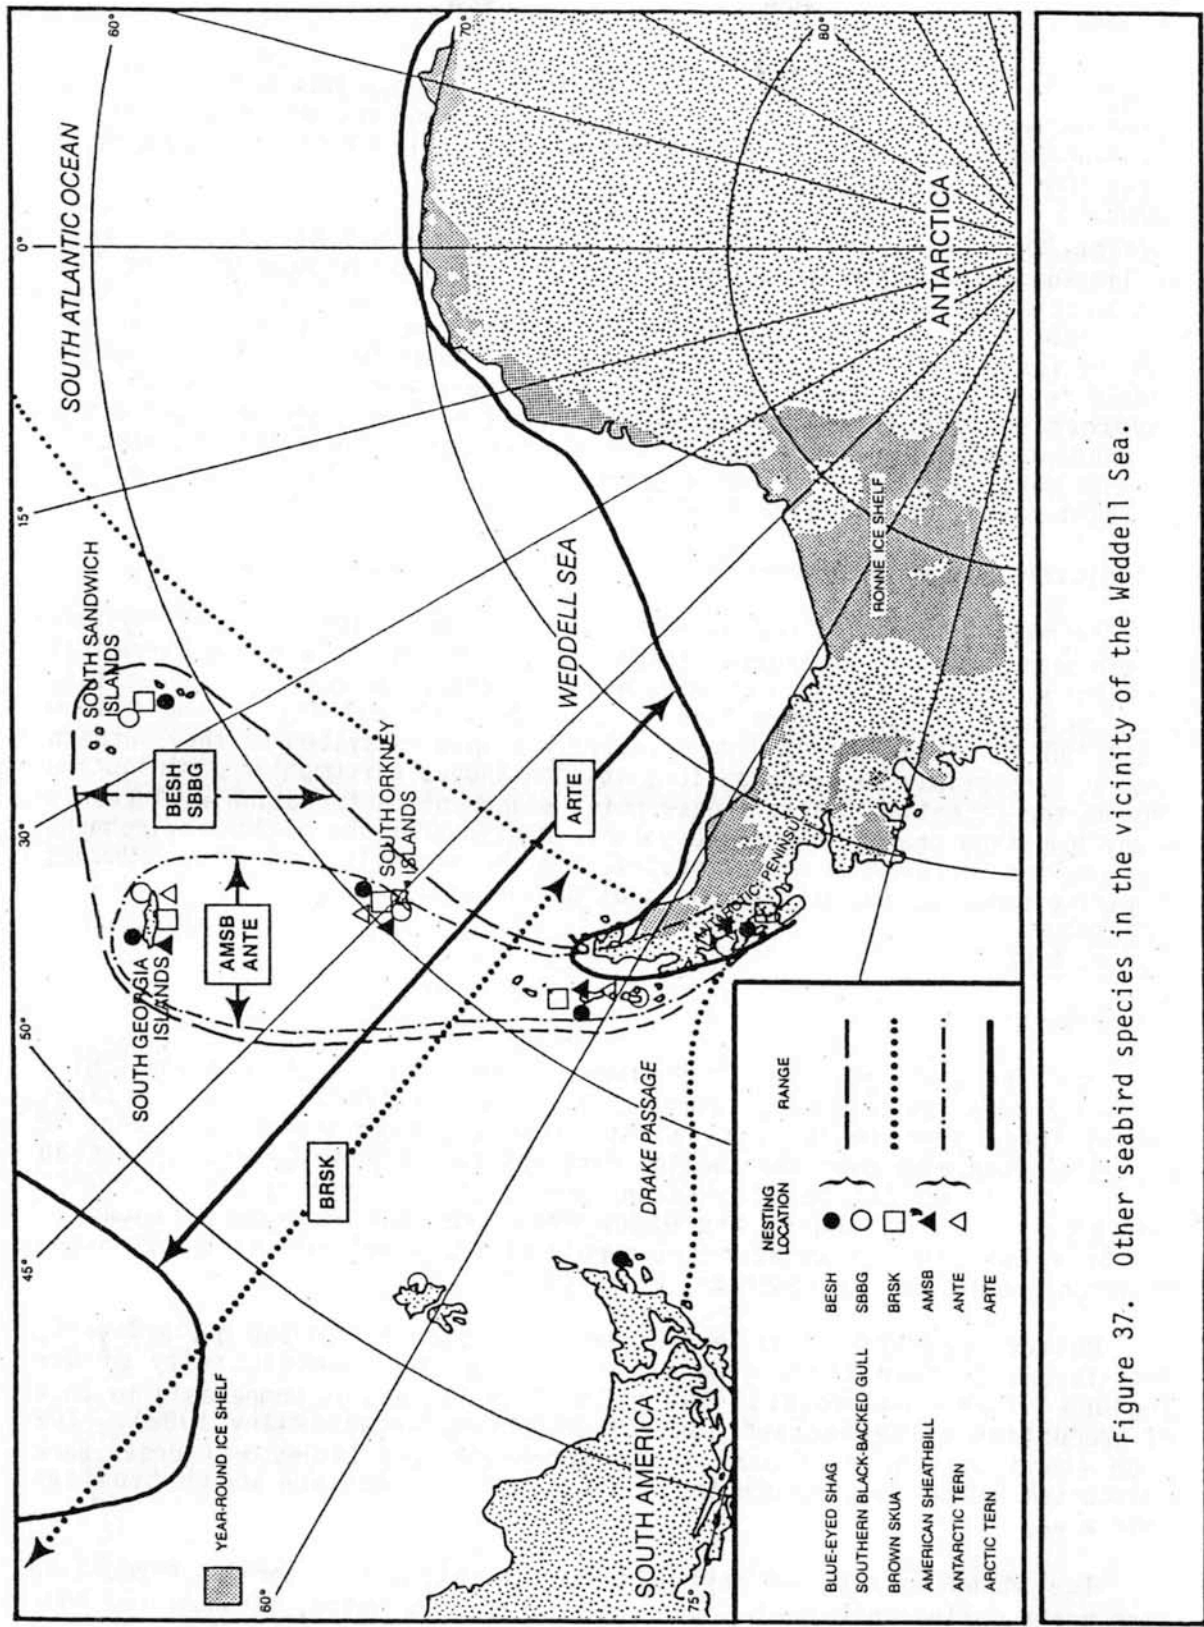 60°
SOUTH ATLANTIC OCEAN
0°
70°
80°
15°
ANTARCTICA
SOUTH SANDWICH
ISLANDS
30°
BESH
SBBG
WEDDELL SEA
RONNE ICE SHELF
SOUTH GEORGIA
ISLANDS
AMSB
ANTE
SOUTH ORKNEY
ISLANDS
ARTE
ANTARCTIC PENINSULA
50°
45°
BRSK
DRAKE PASSAGE
YEAR-ROUND ICE SHELF
60°
SOUTH AMERICA
75°
NESTING
LOCATION
RANGE
BLUE-EYED SHAG BESH
SOUTHERN BLACK-BACKED GULL SBBG
BROWN SKUA BRSK
AMERICAN SHEATHBILL AMSB
ANTARCTIC TERN ANTE
ARCTIC TERN ARTE
Figure 37. Other seabird species in the vicinity of the Weddell Sea.